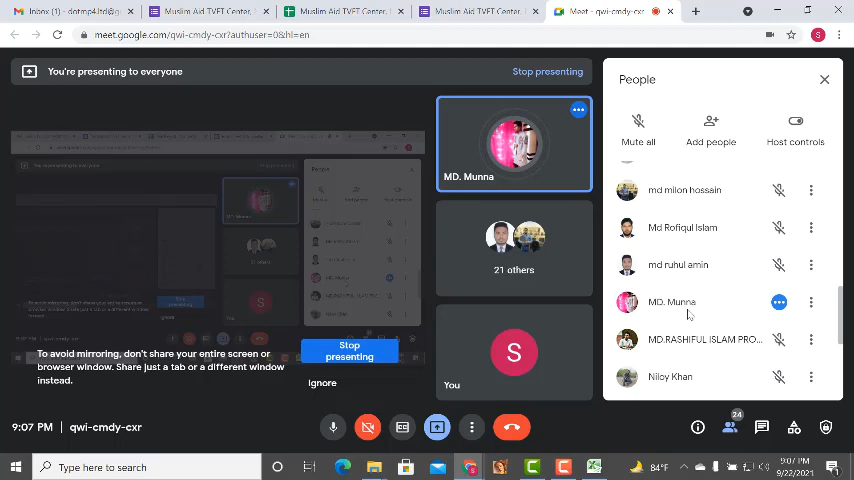 Inbox (1) - dotmp4.ltd@g
Muslim Aid TVET Center,
Muslim Aid TVET Center, I
Muslim Aid TVET Center,
Meet - qwi-cmdy-cxr
meet.google.com/qwi-cmdy-cxr?authuser=0&hl=en
S
You're presenting to everyone
Stop presenting
People
Mute all
Add people
Host controls
MD. Munna
21 others
S
You
md milon hossain
Md Rofiqul Islam
md ruhul amin
MD. Munna
MD.RASHIFUL ISLAM PRO...
Niloy Khan
To avoid mirroring, don't share your entire screen or
browser window. Share just a tab or a different window
instead.
Stop
presenting
Ignore
9:07 PM | qwi-cmdy-cxr
24
Type here to search
84°F
9:07 PM
9/22/2021